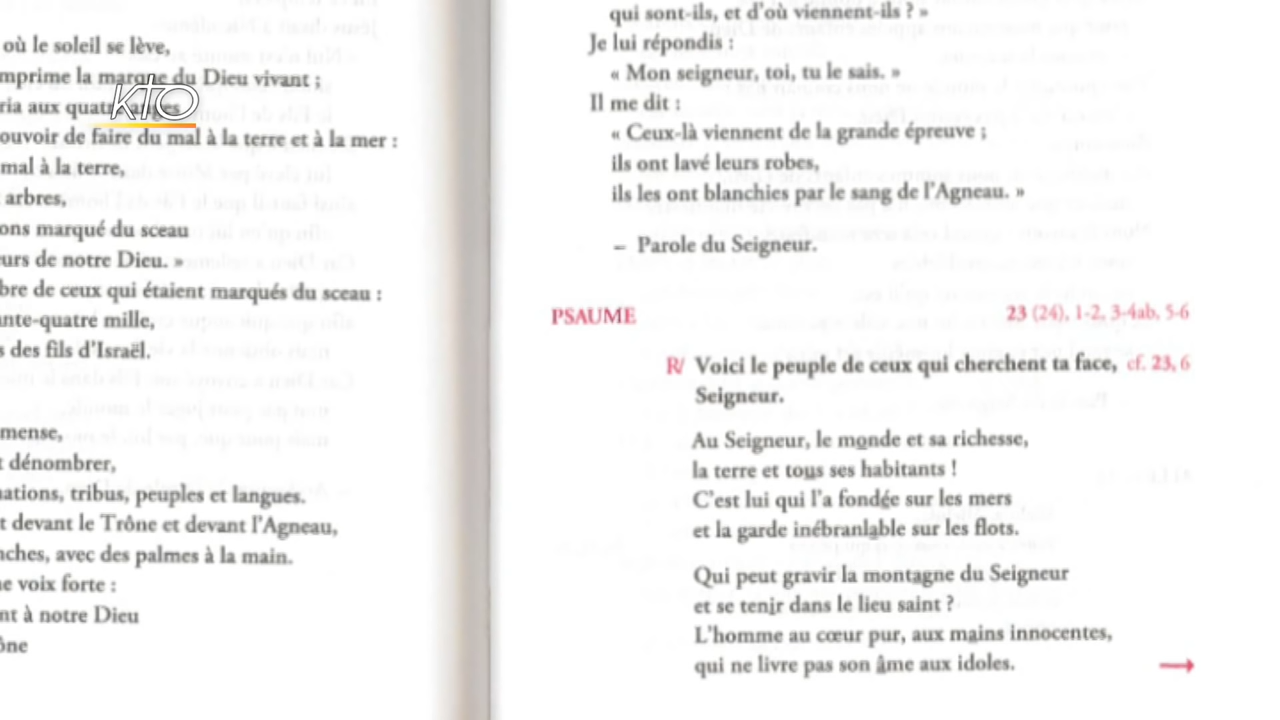 où le soleil se lève,
imprime la marque du Dieu vivant ;
ria aux quatre anges
ouvoir de faire du mal à la terre et à la mer :
mal à la terre,
arbres,
ons marqué du sceau
urs de notre Dieu. »
bre de ceux qui étaient marqués du sceau :
ante-quatre mille,
s des fils d'Israël.
mense,
t dénombrer,
nations, tribus, peuples et langues.
t devant le Trône et devant l'Agneau,
nches, avec des palmes à la main.
ne voix forte :
nt à notre Dieu
ône
KTO
qui sont-ils, et d'où viennent-ils ? »
Je lui répondis :
« Mon seigneur, toi, tu le sais. »
Il me dit :
« Ceux-là viennent de la grande épreuve ;
ils ont lavé leurs robes,
ils les ont blanchies par le sang de l'Agneau. »
– Parole du Seigneur.
PSAUME 23 (24), 1-2, 3-4ab, 5-6
R/ Voici le peuple de ceux qui cherchent ta face, cf. 23, 6
Seigneur.
Au Seigneur, le monde et sa richesse,
la terre et tous ses habitants !
C'est lui qui l'a fondée sur les mers
et la garde inébranlable sur les flots.
Qui peut gravir la montagne du Seigneur
et se tenir dans le lieu saint ?
L'homme au cœur pur, aux mains innocentes,
qui ne livre pas son âme aux idoles.